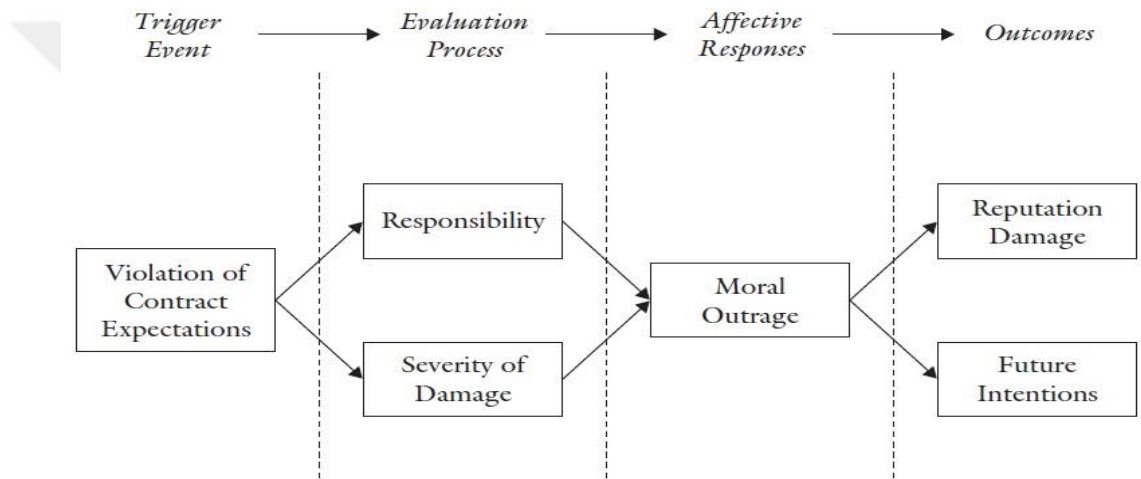 Trigger
Event
Evaluation
Process
Affective
Responses
Outcomes
Violation of
Contract
Expectations
Responsibility
Severity of
Damage
Moral
Outrage
Reputation
Damage
Future
Intentions